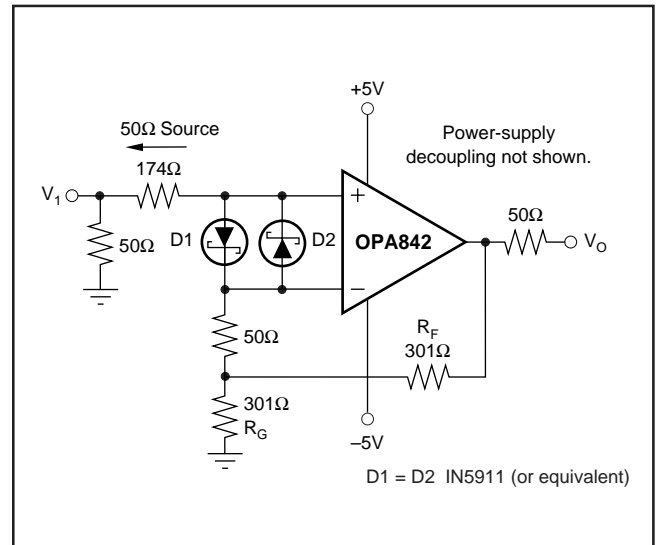 +5V
50Ω Source
Power-supply
decoupling not shown.
174Ω
V1
50Ω
D1
D2
+
–
OPA842
50Ω
VO
50Ω
RF
301Ω
301Ω
RG
–5V
D1 = D2 IN5911 (or equivalent)